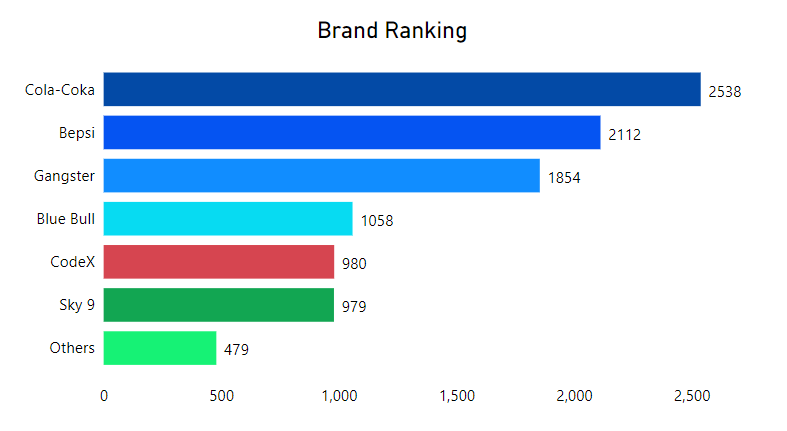 Brand Ranking
Cola-Coka 2538
Bepsi 2112
Gangster 1854
Blue Bull 1058
CodeX 980
Sky 9 979
Others 479
0 500 1,000 1,500 2,000 2,500